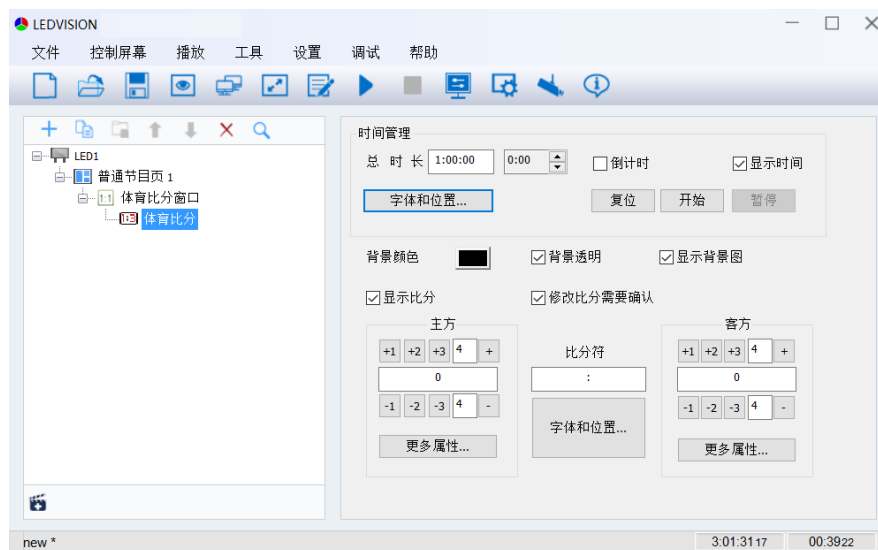 LEDVISION
文件 控制屏幕 播放 工具 设置 调试 帮助
LED1
普通节目页 1
1:1 体育比分窗口
1:3 体育比分
时间管理
总 时 长 1:00:00 0:00 倒计时 显示时间
字体和位置... 复位 开始 暂停
背景颜色 背景透明 显示背景图
显示比分 修改比分需要确认
主方 客方
+1 +2 +3 4 + 比分符 +1 +2 +3 4 +
0 : 0
-1 -2 -3 4 - 字体和位置... -1 -2 -3 4 -
更多属性... 更多属性...
new * 3:01:31 17 00:39 22